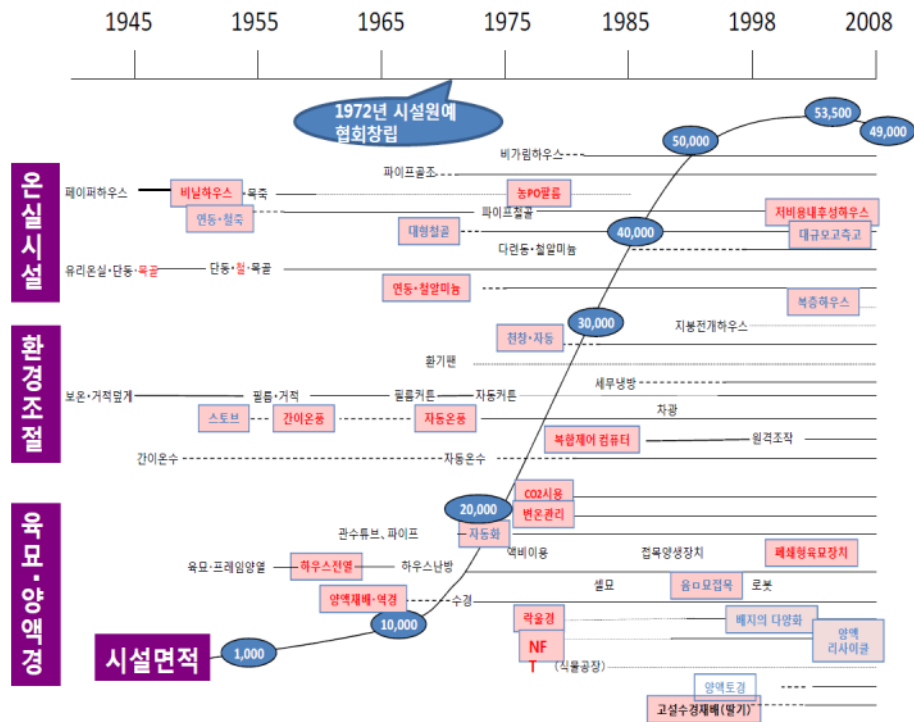 1945 1955 1965 1975 1985 1998 2008
1972년 시설원예
협회창립
53,500
49,000
50,000
비가림하우스
온실시설
파이프골조
페이퍼하우스
비닐하우스
·목죽
농PO필름
연동·철죽
파이프철골
저비용내후성하우스
대형철골
40,000
대규모고측고
다련동·철알미늄
유리온실·단동·목골
단동·철·목골
연동·철알미늄
복층하우스
30,000
지붕전개하우스
환경조절
천창·자동
환기팬
세무냉방
보온·거적덮개
필름·거적
필름커튼
자동커튼
스토브
간이온풍
자동온풍
차광
복합제어 컴퓨터
원격조작
간이온수
자동온수
육묘·양액경
CO2시용
20,000
변온관리
관수튜브、파이프
자동화
액비이용
접목양생장치
폐쇄형육묘장치
육묘·프레임양열
하우스전열
하우스난방
셀묘
음ㅁ묘접목
로봇
양액재배·역경
수경
10,000
락울경
배지의 다양화
양액
리사이클
NF
T
(식물공장)
시설면적
1,000
양액토경
고설수경재배(딸기)